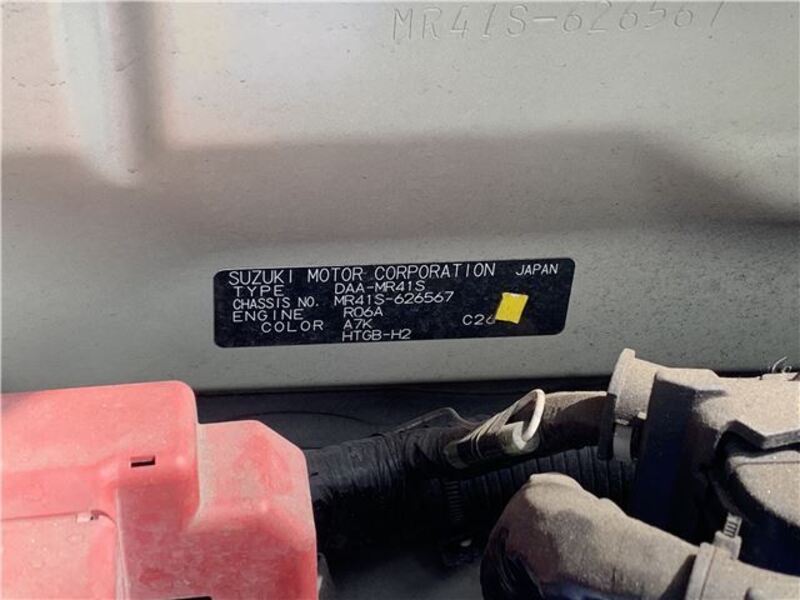 MR41S-626567
SUZUKI MOTOR CORPORATION JAPAN
TYPE DAA-MR41S
CHASSIS NO. MR41S-626567
ENGINE R06A
COLOR A7K C26
HTGB-H2